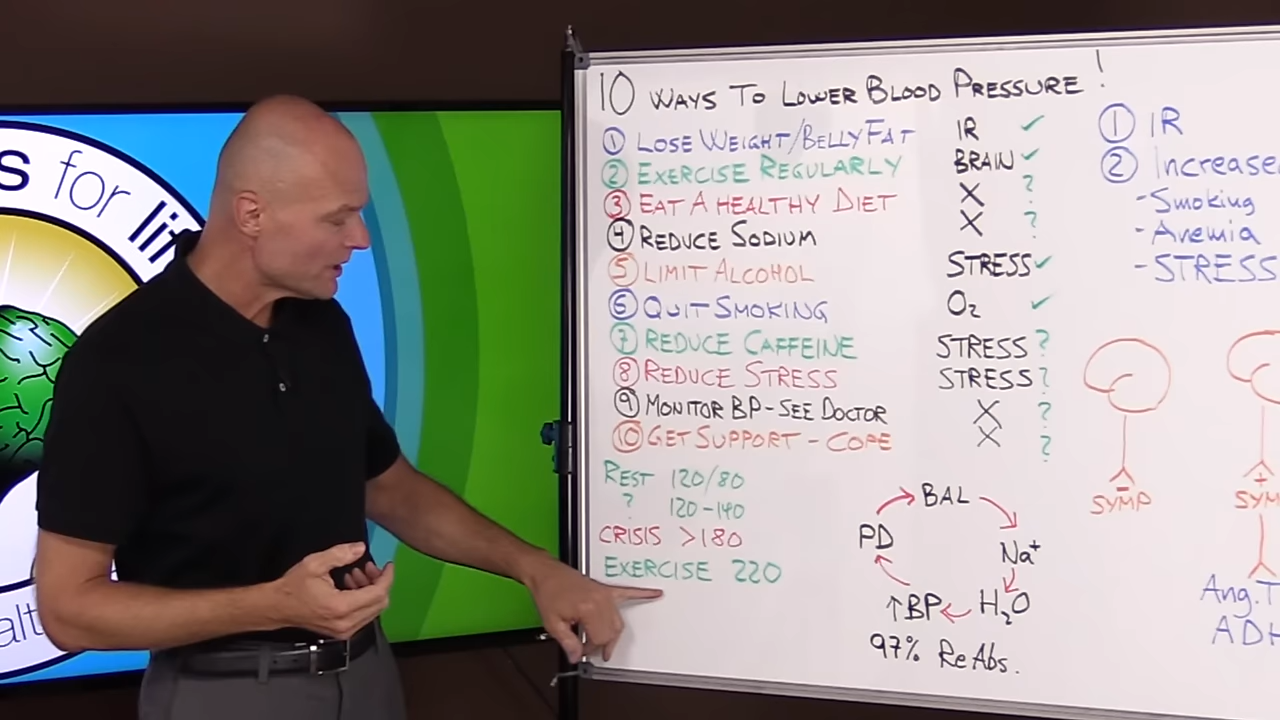 10 WAYS TO LOWER BLOOD PRESSURE!
① LOSE WEIGHT/BELLY FAT IR ✓
② EXERCISE REGULARLY BRAIN ✓
③ EAT A HEALTHY DIET X ?
④ REDUCE SODIUM X ?
⑤ LIMIT ALCOHOL STRESS ✓
⑥ QUIT SMOKING O₂ ✓
⑦ REDUCE CAFFEINE STRESS ?
⑧ REDUCE STRESS STRESS ?
⑨ MONITOR BP - SEE DOCTOR X ?
⑩ GET SUPPORT - COPE X ?
REST 120/80
? 120-140
CRISIS >180
EXERCISE 220
BAL
Na⁺
H₂O
↑BP
PD
97% ReAbs.
① IR
② Increase
- Smoking
- Anemia
- STRESS
- SYMP
+ SYM
Ang.T
ADH
s for lif
alt